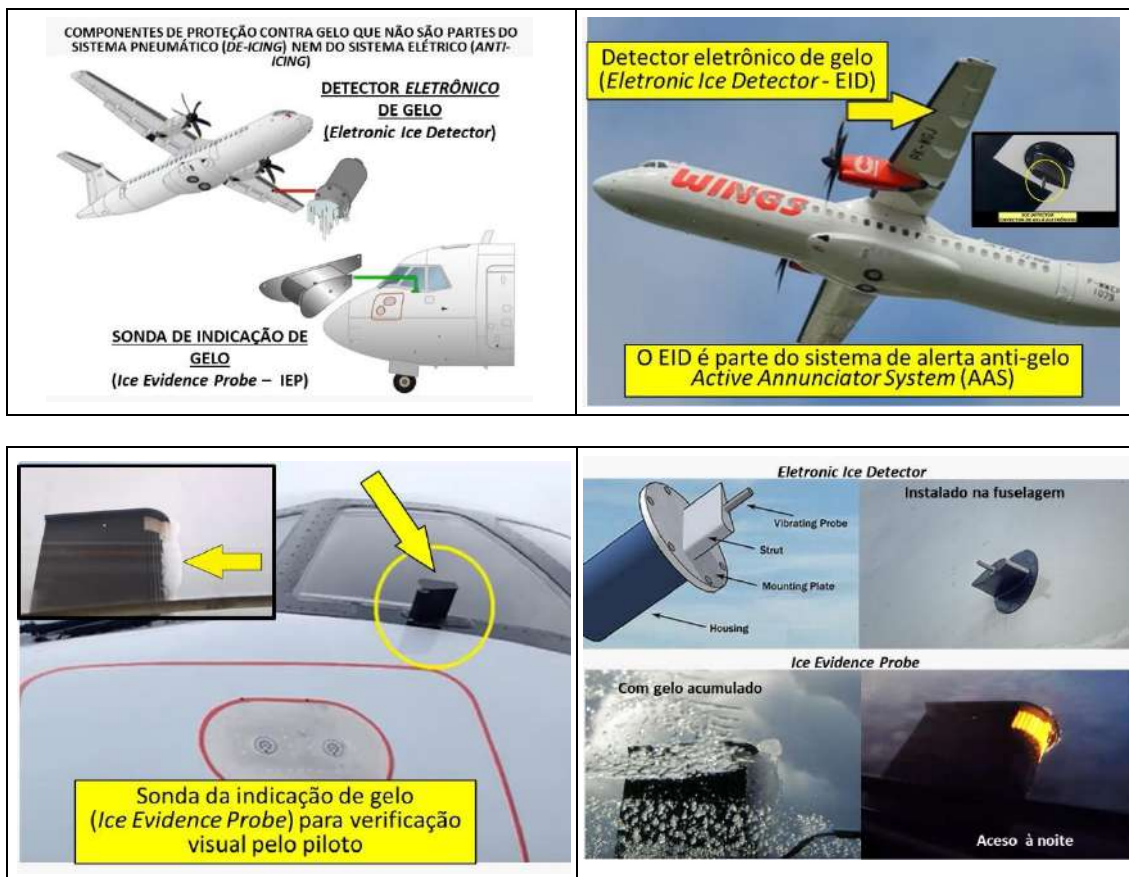 COMPONENTES DE PROTEÇÃO CONTRA GELO QUE NÃO SÃO PARTES DO
SISTEMA PNEUMÁTICO (DE-ICING) NEM DO SISTEMA ELÉTRICO (ANTI-
ICING)
DETECTOR ELETRÔNICO
DE GELO
(Eletronic Ice Detector)
SONDA DE INDICAÇÃO DE
GELO
(Ice Evidence Probe – IEP)
Detector eletrônico de gelo
(Eletronic Ice Detector - EID)
WINGS
ICE DETECTOR
O EID é parte do sistema de alerta anti-gelo
Active Annunciator System (AAS)
Sonda da indicação de gelo
(Ice Evidence Probe) para verificação
visual pelo piloto
Eletronic Ice Detector
Instalado na fuselagem
Vibrating Probe
Strut
Mounting Plate
Housing
Ice Evidence Probe
Com gelo acumulado
Aceso à noite